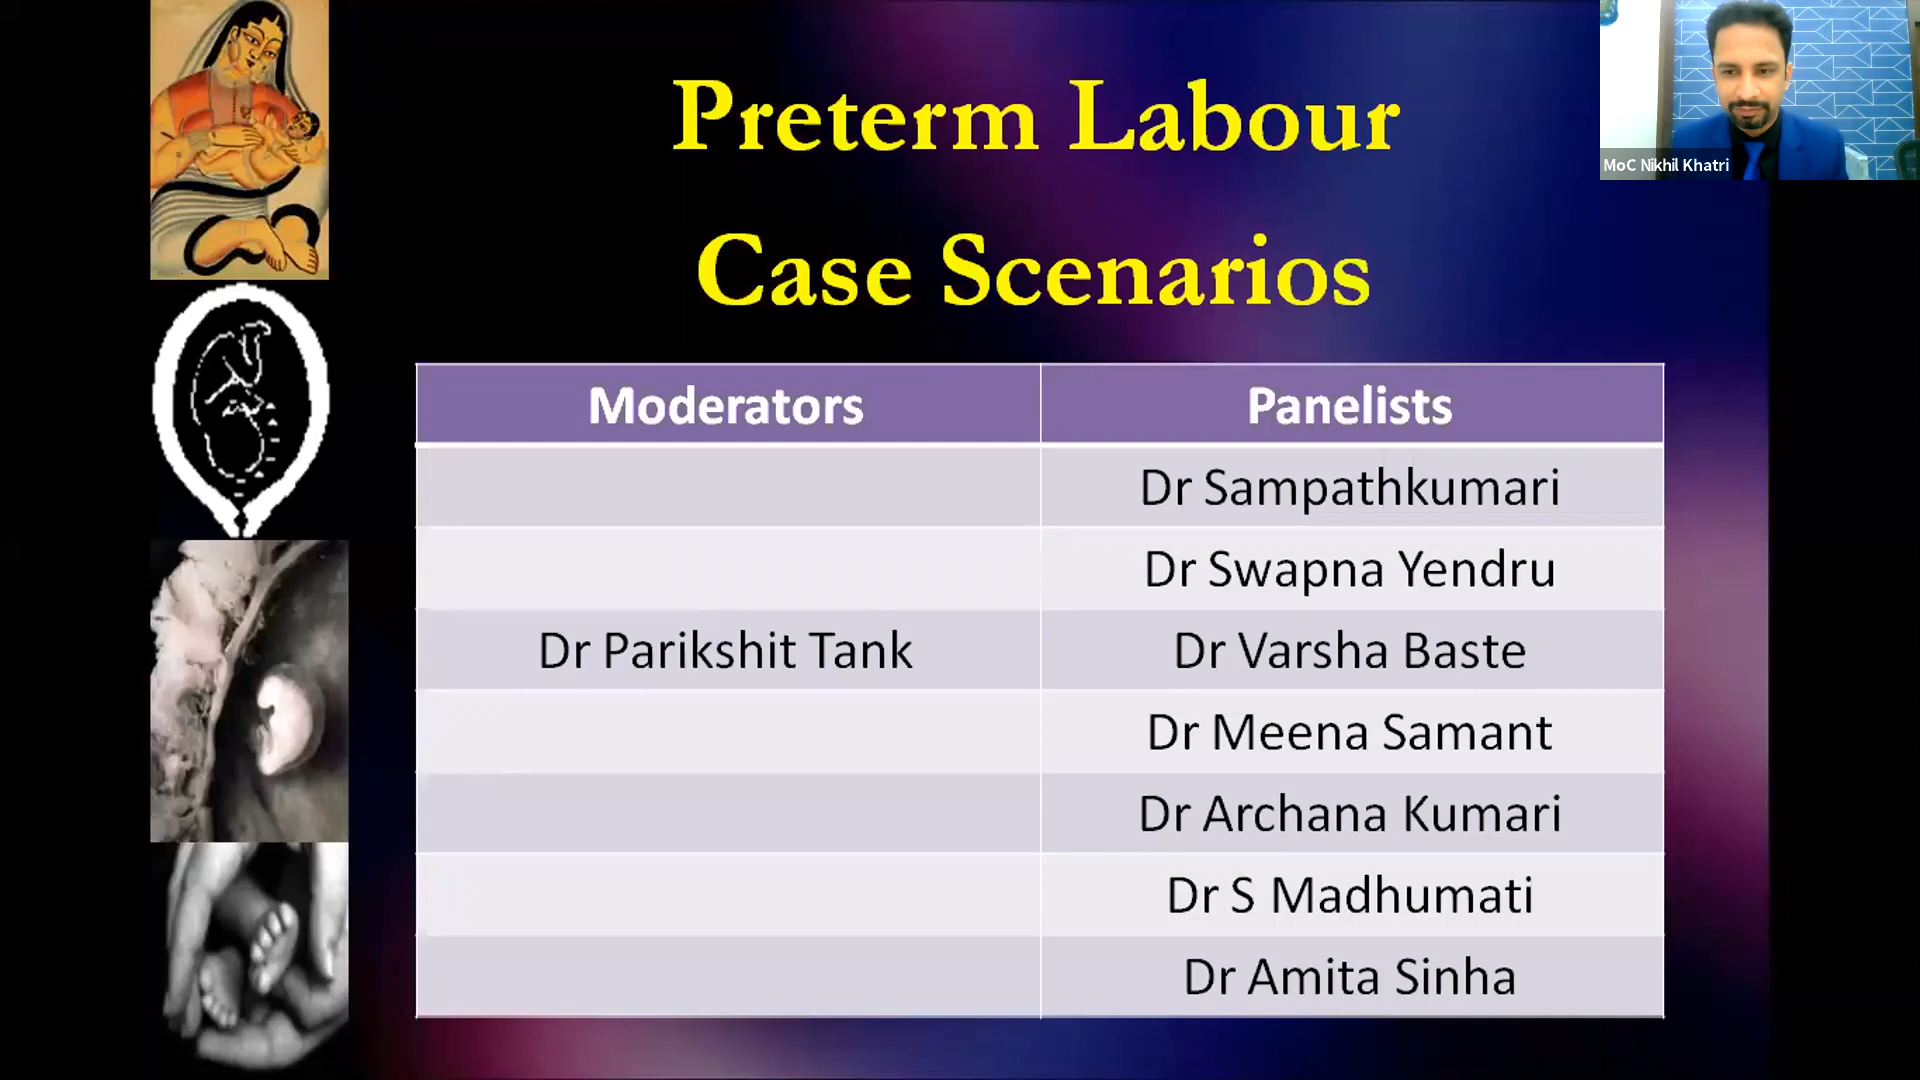 Preterm Labour
Case Scenarios
MoC Nikhil Khatri
Moderators Panelists
Dr Sampathkumari
Dr Swapna Yendru
Dr Parikshit Tank Dr Varsha Baste
Dr Meena Samant
Dr Archana Kumari
Dr S Madhumati
Dr Amita Sinha